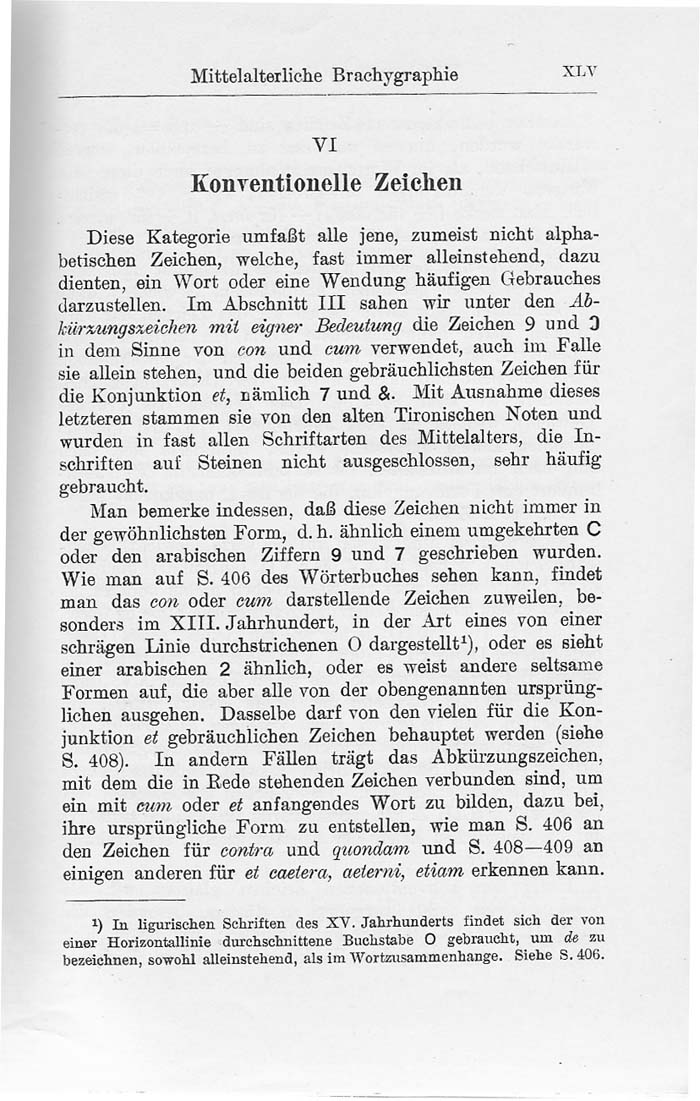 Mittelalterliche Brachygraphie XLV
VI
Konventionelle Zeichen
Diese Kategorie umfaßt alle jene, zumeist nicht alpha-
betischen Zeichen, welche, fast immer alleinstehend, dazu
dienten, ein Wort oder eine Wendung häufigen Gebrauches
darzustellen. Im Abschnitt III sahen wir unter den Ab-
kürzungszeichen mit eigner Bedeutung die Zeichen 9 und Ɔ
in dem Sinne von con und cum verwendet, auch im Falle
sie allein stehen, und die beiden gebräuchlichsten Zeichen für
die Konjunktion et, nämlich 7 und &. Mit Ausnahme dieses
letzteren stammen sie von den alten Tironischen Noten und
wurden in fast allen Schriftarten des Mittelalters, die In-
schriften auf Steinen nicht ausgeschlossen, sehr häufig
gebraucht.
Man bemerke indessen, daß diese Zeichen nicht immer in
der gewöhnlichsten Form, d. h. ähnlich einem umgekehrten C
oder den arabischen Ziffern 9 und 7 geschrieben wurden.
Wie man auf S. 406 des Wörterbuches sehen kann, findet
man das con oder cum darstellende Zeichen zuweilen, be-
sonders im XIII. Jahrhundert, in der Art eines von einer
schrägen Linie durchstrichenen O dargestellt¹), oder es sieht
einer arabischen 2 ähnlich, oder es weist andere seltsame
Formen auf, die aber alle von der obengenannten ursprüng-
lichen ausgehen. Dasselbe darf von den vielen für die Kon-
junktion et gebräuchlichen Zeichen behauptet werden (siehe
S. 408). In andern Fällen trägt das Abkürzungszeichen,
mit dem die in Rede stehenden Zeichen verbunden sind, um
ein mit cum oder et anfangendes Wort zu bilden, dazu bei,
ihre ursprüngliche Form zu entstellen, wie man S. 406 an
den Zeichen für contra und quondam und S. 408—409 an
einigen anderen für et caetera, aeterni, etiam erkennen kann.
¹) In ligurischen Schriften des XV. Jahrhunderts findet sich der von
einer Horizontallinie durchschnittene Buchstabe O gebraucht, um de zu
bezeichnen, sowohl alleinstehend, als im Wortzusammenhange. Siehe S. 406.